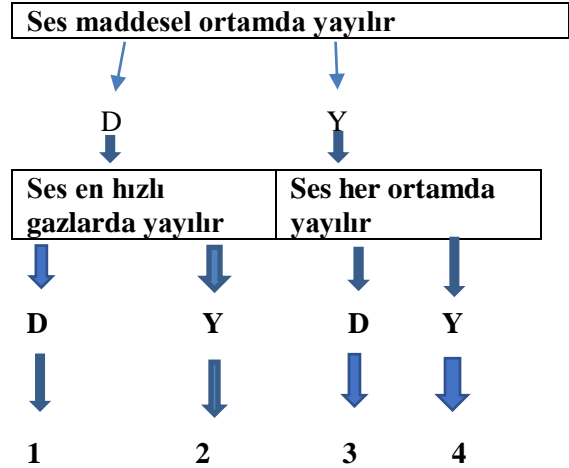 Ses maddesel ortamda yayılır
D Y
Ses en hızlı Ses her ortamda
gazlarda yayılır yayılır
D Y D Y
1 2 3 4